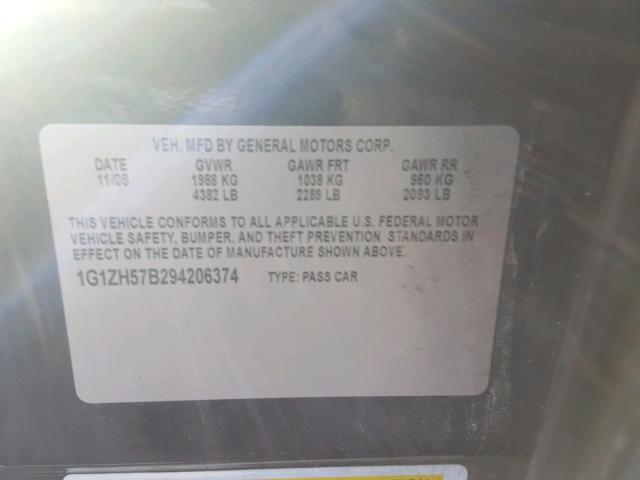 VEH. MFD BY GENERAL MOTORS CORP.
DATE GVWR GAWR FRT GAWR RR
11/08 1988 KG 1038 KG 950 KG
4382 LB 2289 LB 2093 LB
THIS VEHICLE CONFORMS TO ALL APPLICABLE U.S. FEDERAL MOTOR
VEHICLE SAFETY, BUMPER, AND THEFT PREVENTION STANDARDS IN
EFFECT ON THE DATE OF MANUFACTURE SHOWN ABOVE.
1G1ZH57B294206374 TYPE: PASS CAR